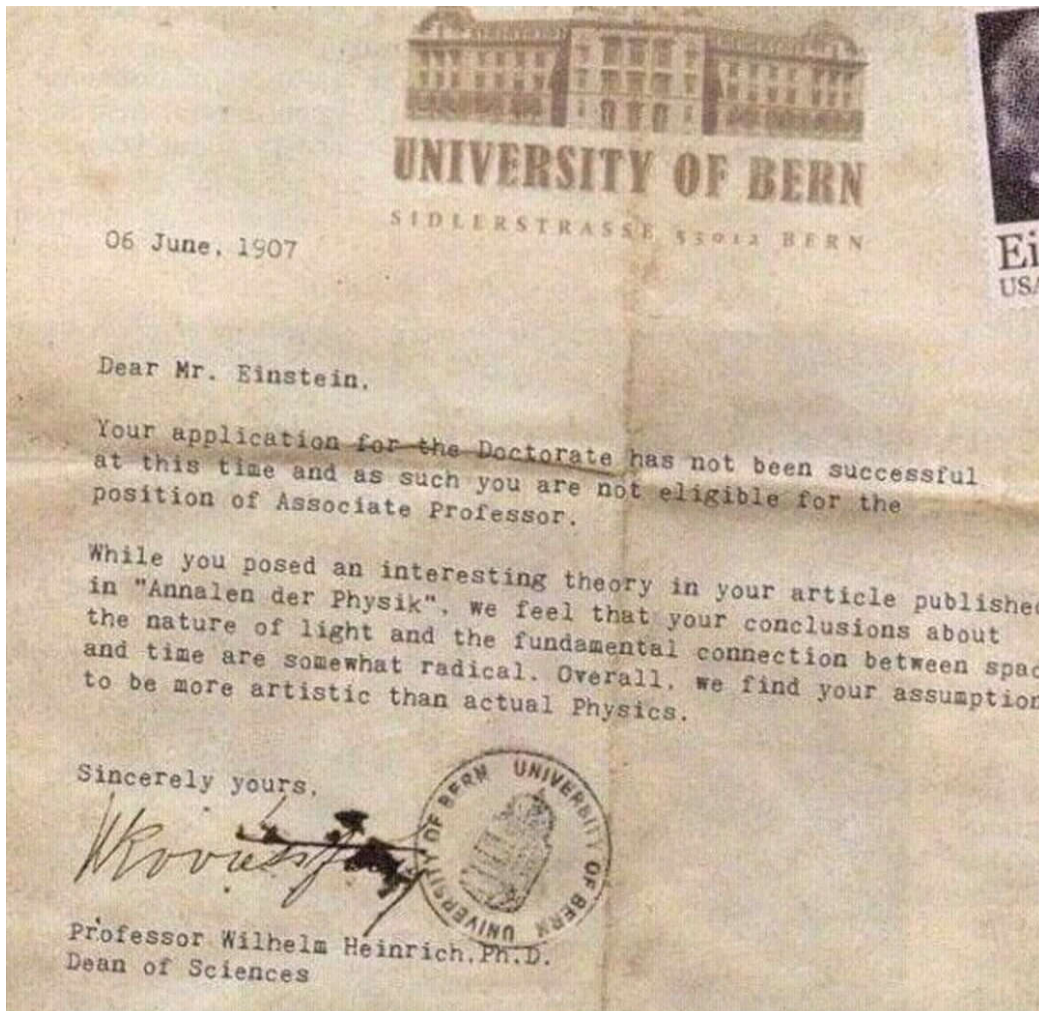 UNIVERSITY OF BERN
SIDLERSTRASSE 53012 BERN
Ei
USA
06 June, 1907
Dear Mr. Einstein,
Your application for the Doctorate has not been successful
at this time and as such you are not eligible for the
position of Associate Professor.
While you posed an interesting theory in your article published
in "Annalen der Physik", we feel that your conclusions about
the nature of light and the fundamental connection between spac
and time are somewhat radical. Overall, we find your assumption
to be more artistic than actual Physics.
Sincerely yours,
UNIVERSITY OF BERN UNIVERSITY OF BERN
Professor Wilhelm Heinrich,Ph.D.
Dean of Sciences